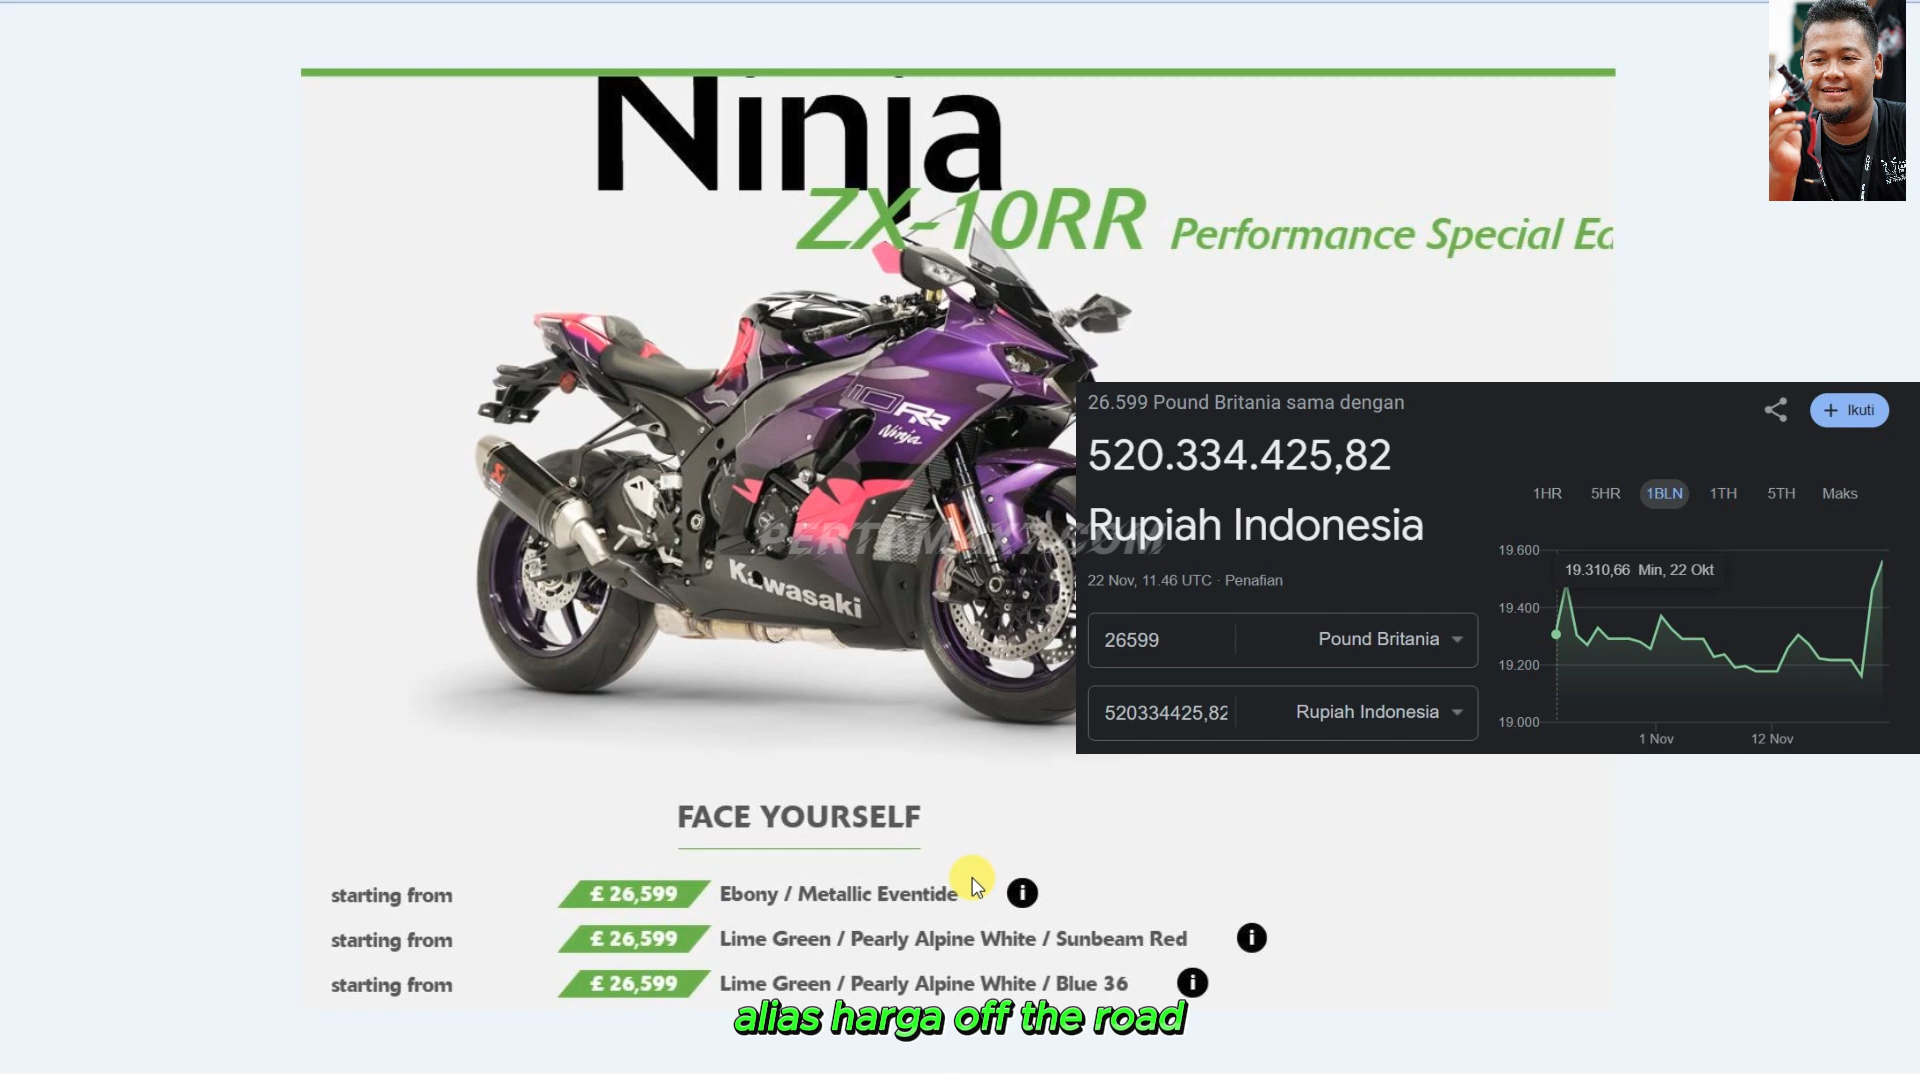 Ninja
ZX-10RR Performance Special Ed
10RR
Ninja
Kawasaki
PERTAMAX7.COM
26.599 Pound Britania sama dengan
520.334.425,82
Rupiah Indonesia
22 Nov, 11.46 UTC · Penafian
26599 Pound Britania
520334425,82 Rupiah Indonesia
+ Ikuti
1HR 5HR 1BLN 1TH 5TH Maks
19.600
19.310,66 Min, 22 Okt
19.400
19.200
19.000
1 Nov 12 Nov
FACE YOURSELF
starting from £ 26,599 Ebony / Metallic Eventide i
starting from £ 26,599 Lime Green / Pearly Alpine White / Sunbeam Red i
starting from £ 26,599 Lime Green / Pearly Alpine White / Blue 36 i
alias harga off the road